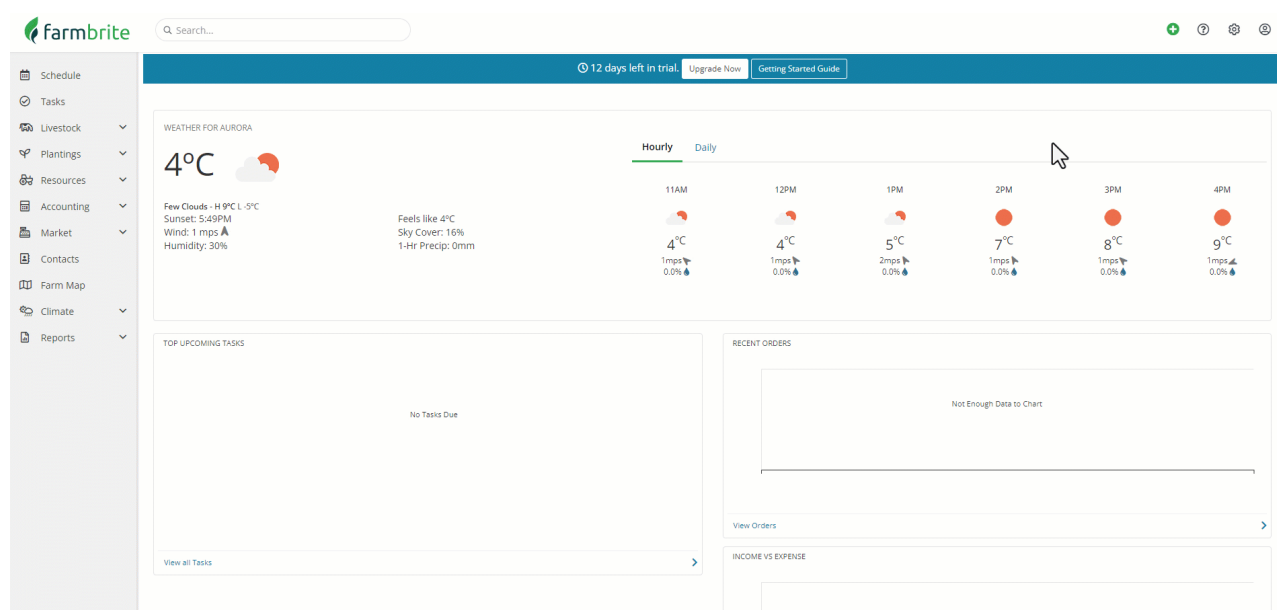 farmbrite
Search...
Schedule
Tasks
Livestock
Plantings
Resources
Accounting
Market
Contacts
Farm Map
Climate
Reports
12 days left in trial. Upgrade Now Getting Started Guide
WEATHER FOR AURORA
4°C
Few Clouds - H 9°C L -5°C
Sunset: 5:49PM
Wind: 1 mps
Humidity: 30%
Feels like 4°C
Sky Cover: 16%
1-Hr Precip: 0mm
Hourly Daily
11AM 12PM 1PM 2PM 3PM 4PM
4°C 4°C 5°C 7°C 8°C 9°C
1mps 1mps 2mps 1mps 1mps 1mps
0.0% 0.0% 0.0% 0.0% 0.0% 0.0%
TOP UPCOMING TASKS
No Tasks Due
View all Tasks
RECENT ORDERS
Not Enough Data to Chart
View Orders
INCOME VS EXPENSE